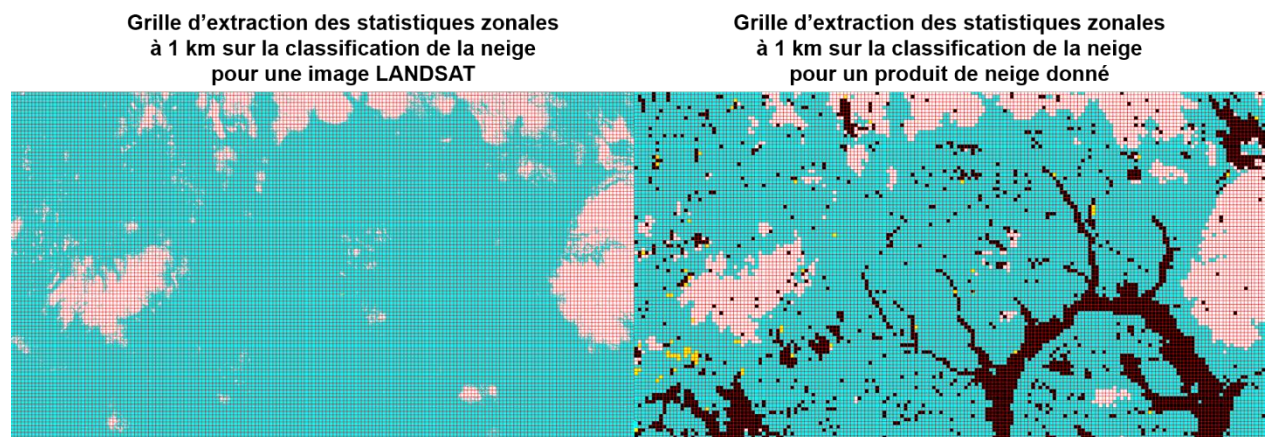 Grille d’extraction des statistiques zonales
à 1 km sur la classification de la neige
pour une image LANDSAT
Grille d’extraction des statistiques zonales
à 1 km sur la classification de la neige
pour un produit de neige donné